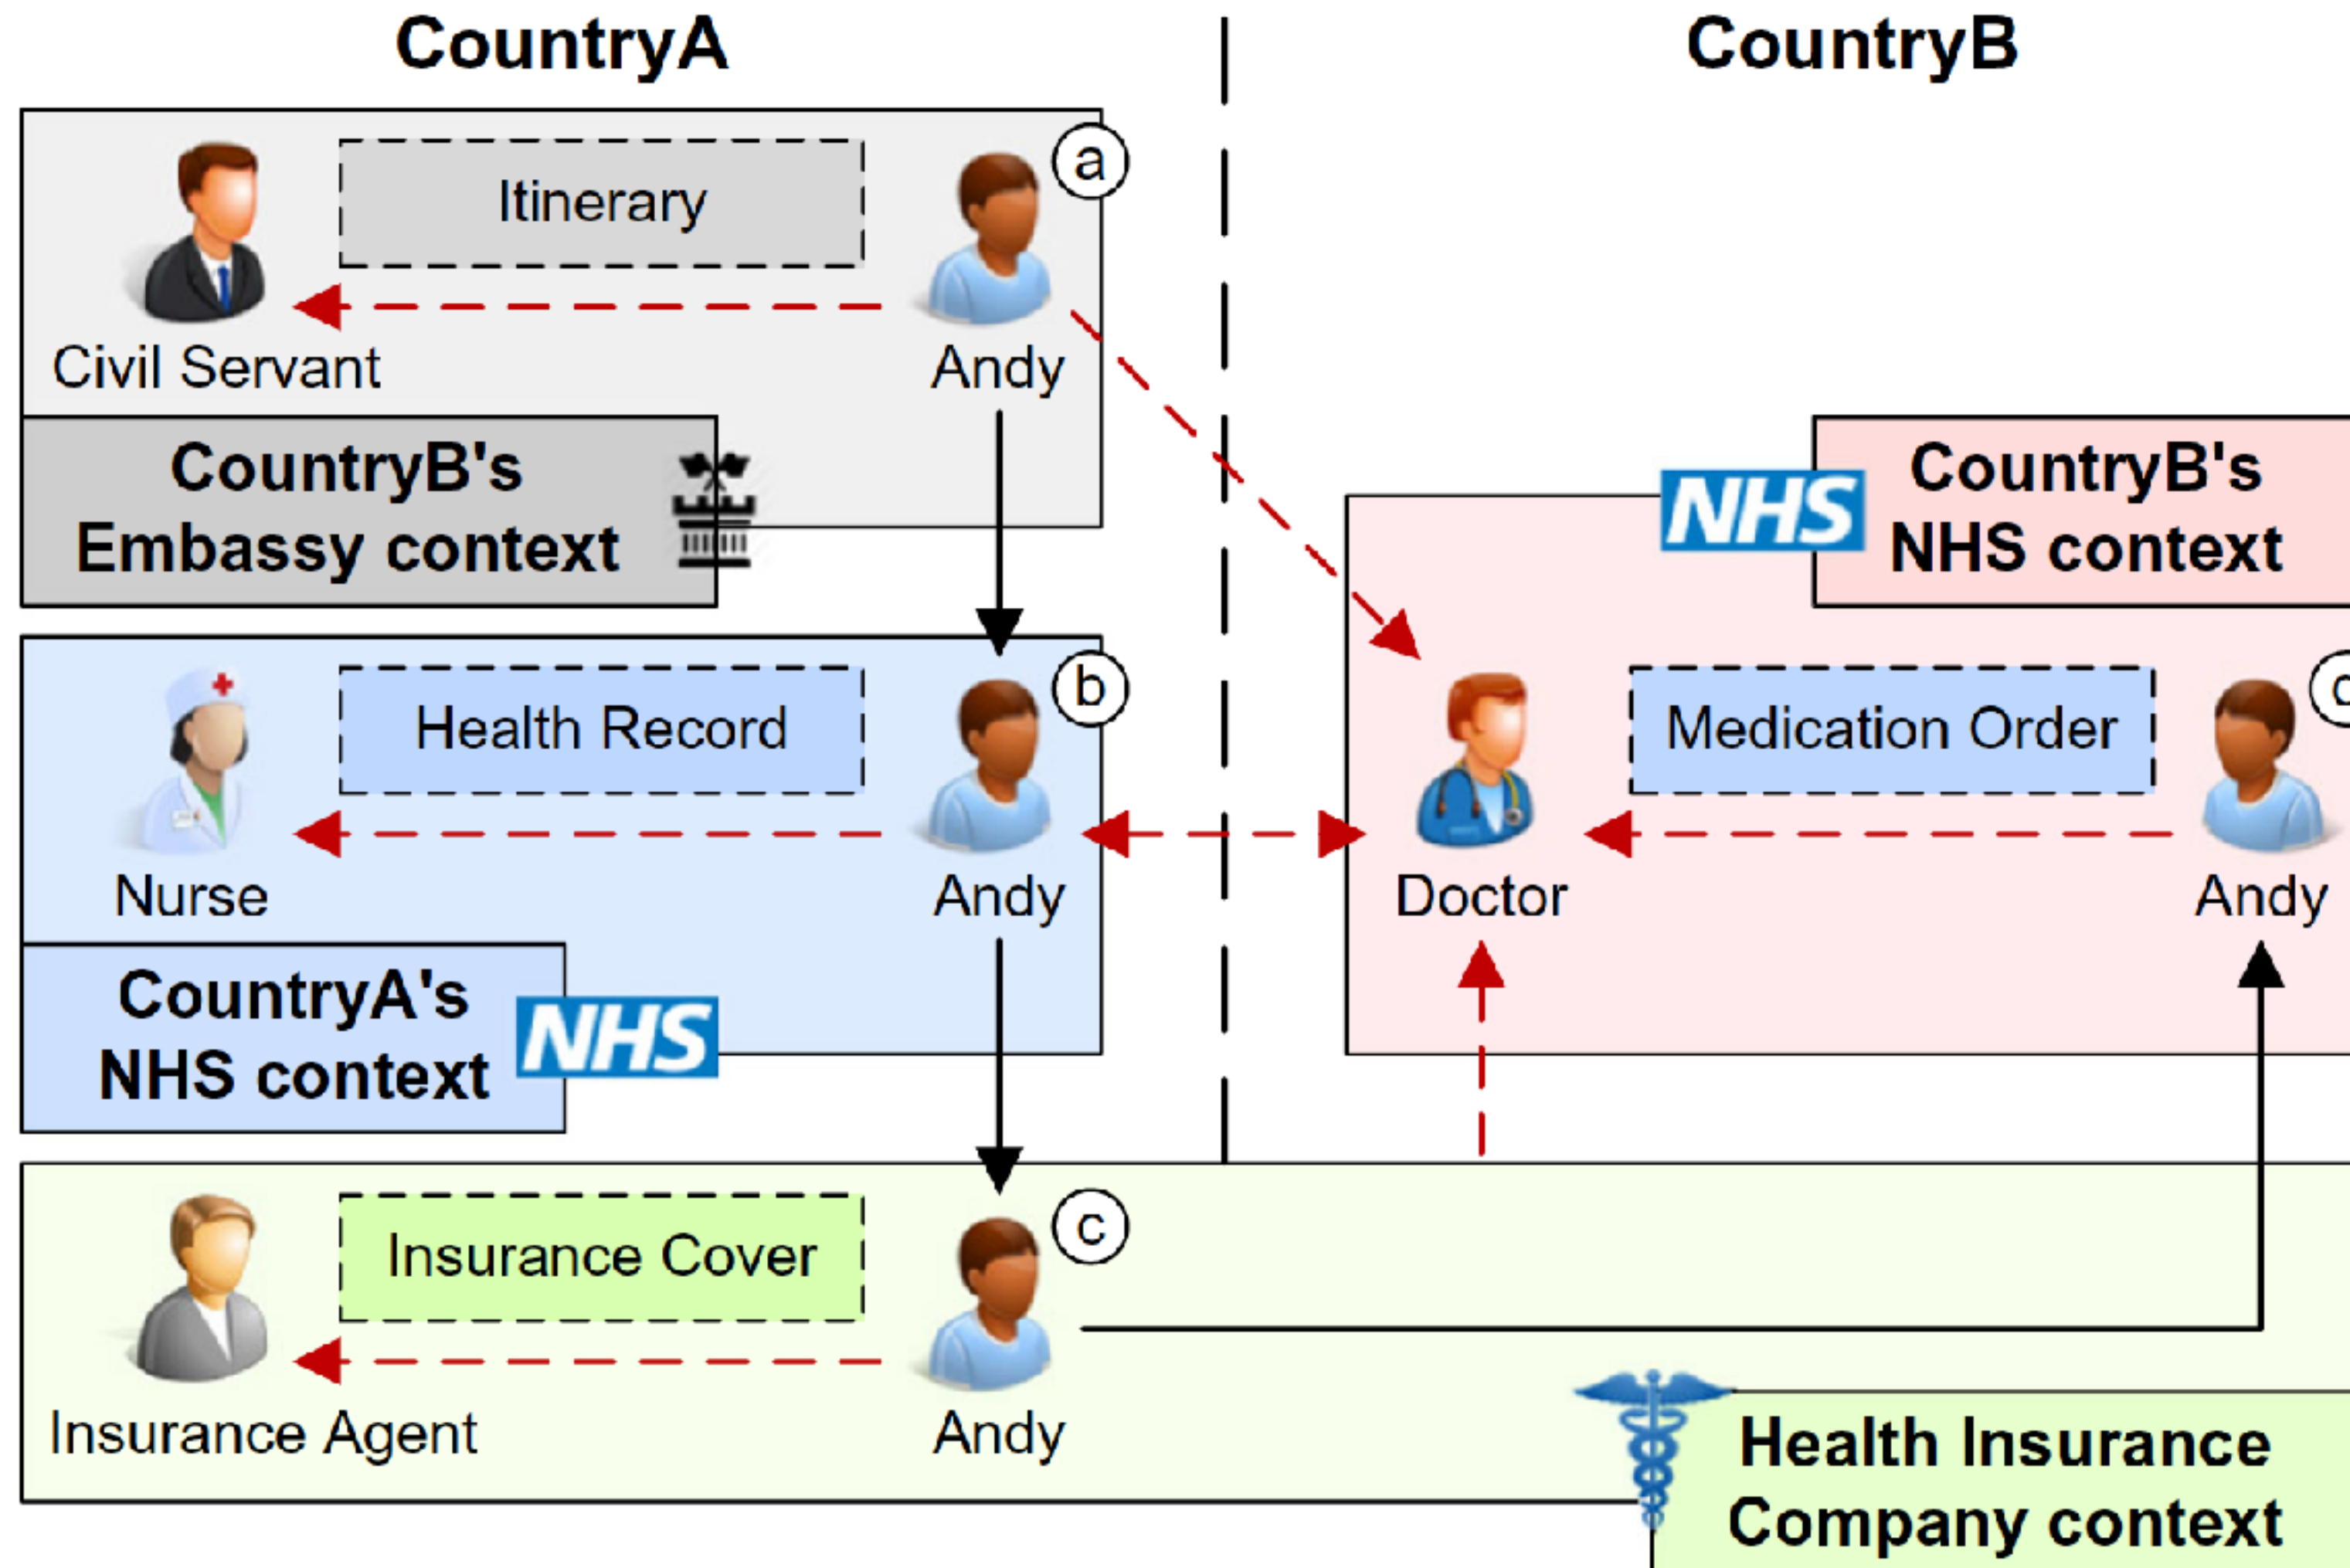 CountryA
CountryB
a
Itinerary
Civil Servant
Andy
CountryB's
Embassy context
NHS
CountryB's
NHS context
b
Health Record
Nurse
Andy
Medication Order
Doctor
Andy
CountryA's
NHS context
NHS
c
Insurance Cover
Insurance Agent
Andy
Health Insurance
Company context